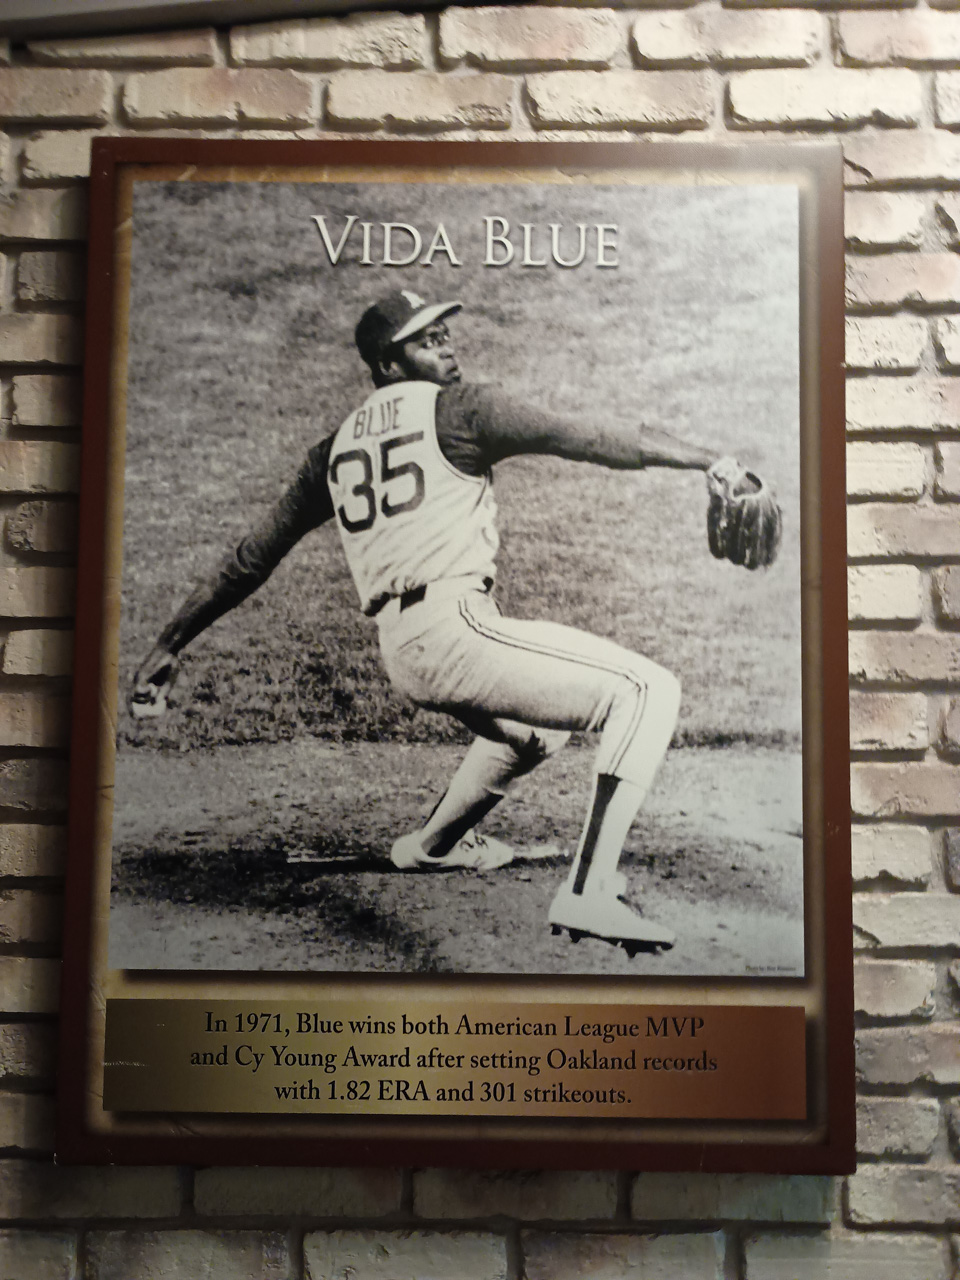 VIDA BLUE
A
BLUE
35
In 1971, Blue wins both American League MVP
and Cy Young Award after setting Oakland records
with 1.82 ERA and 301 strikeouts.